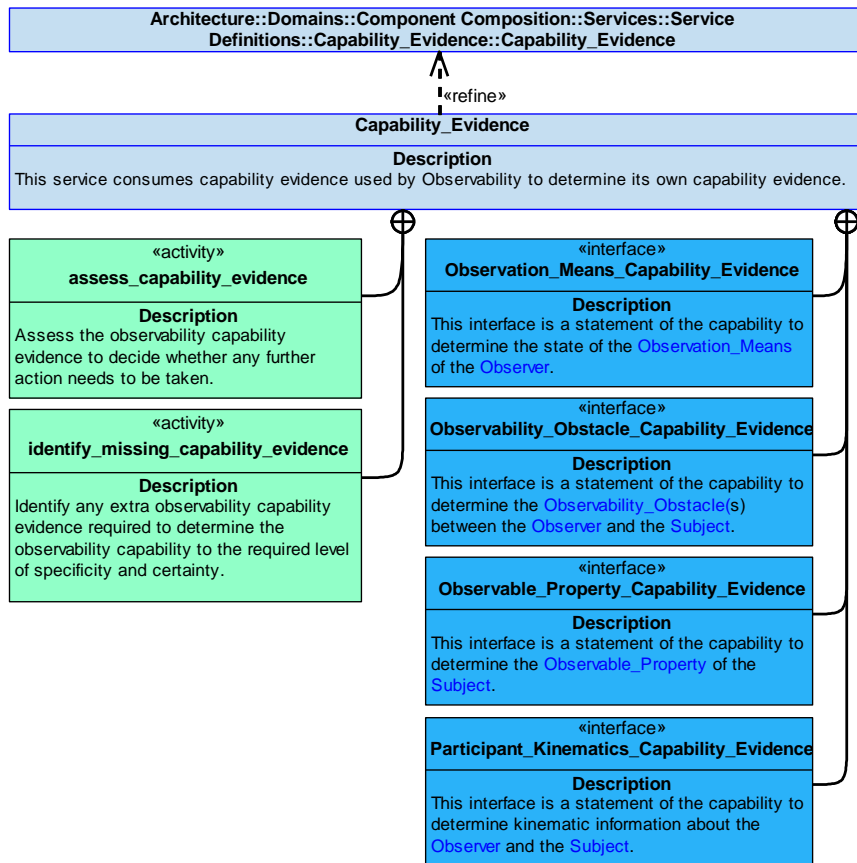 Architecture::Domains::Component Composition::Services::Service
Definitions::Capability_Evidence::Capability_Evidence
«refine»
Capability_Evidence
Description
This service consumes capability evidence used by Observability to determine its own capability evidence.
«activity»
assess_capability_evidence
Description
Assess the observability capability
evidence to decide whether any further
action needs to be taken.
«activity»
identify_missing_capability_evidence
Description
Identify any extra observability capability
evidence required to determine the
observability capability to the required level
of specificity and certainty.
«interface»
Observation_Means_Capability_Evidence
Description
This interface is a statement of the capability to
determine the state of the Observation_Means
of the Observer.
«interface»
Observability_Obstacle_Capability_Evidence
Description
This interface is a statement of the capability to
determine the Observability_Obstacle(s)
between the Observer and the Subject.
«interface»
Observable_Property_Capability_Evidence
Description
This interface is a statement of the capability to
determine the Observable_Property of the
Subject.
«interface»
Participant_Kinematics_Capability_Evidence
Description
This interface is a statement of the capability to
determine kinematic information about the
Observer and the Subject.